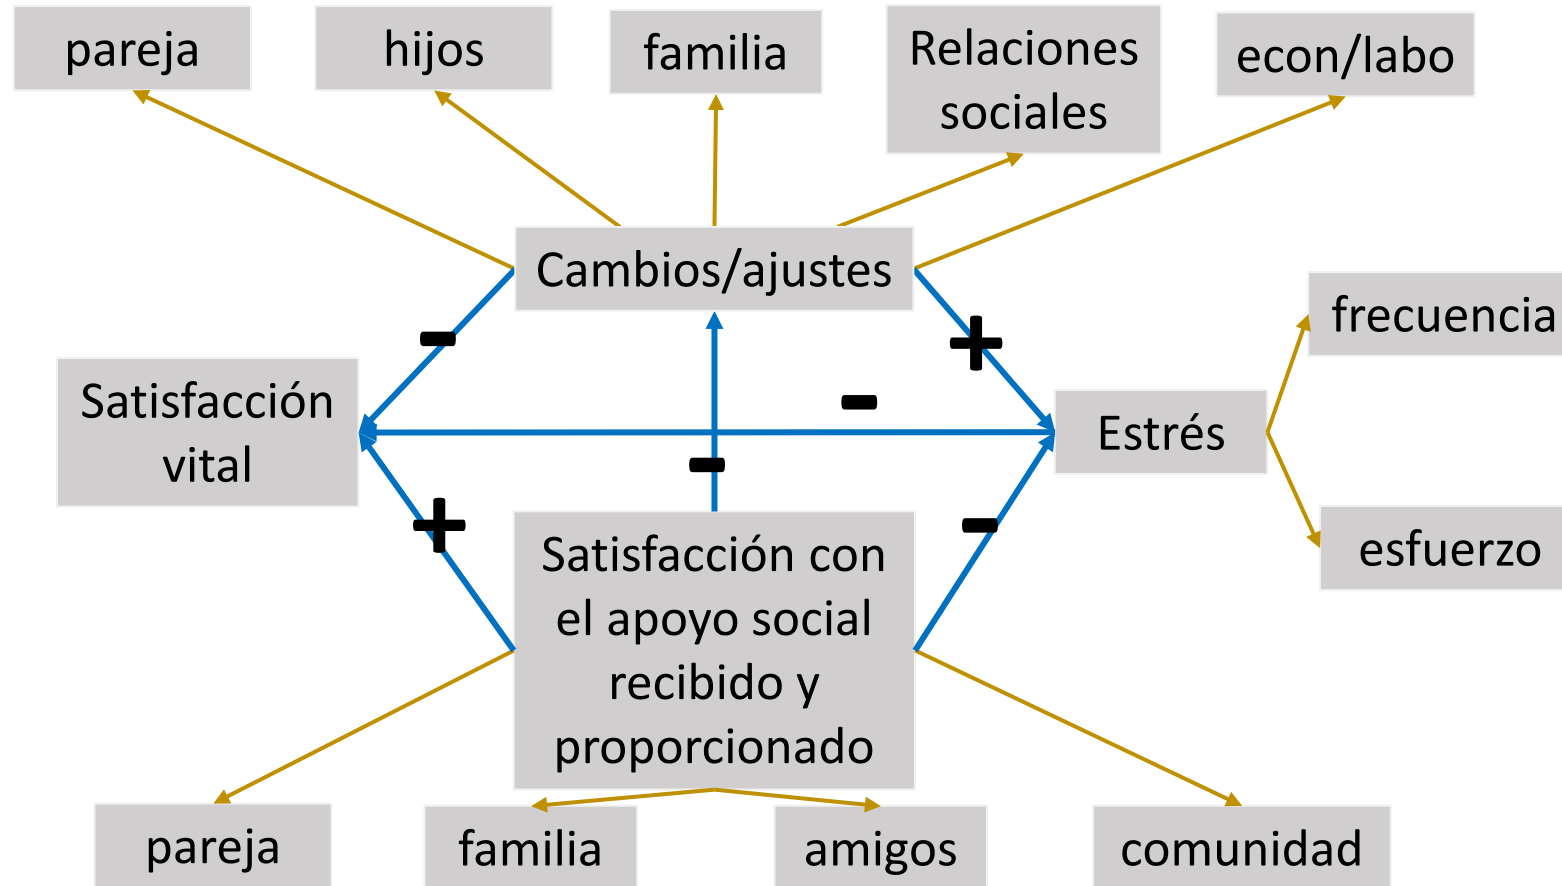 pareja
hijos
familia
Relaciones
sociales
econ/labo
Cambios/ajustes
frecuencia
-
+
Satisfacción
vital
-
Estrés
-
+
-
Satisfacción con
el apoyo social
recibido y
proporcionado
esfuerzo
pareja
familia
amigos
comunidad